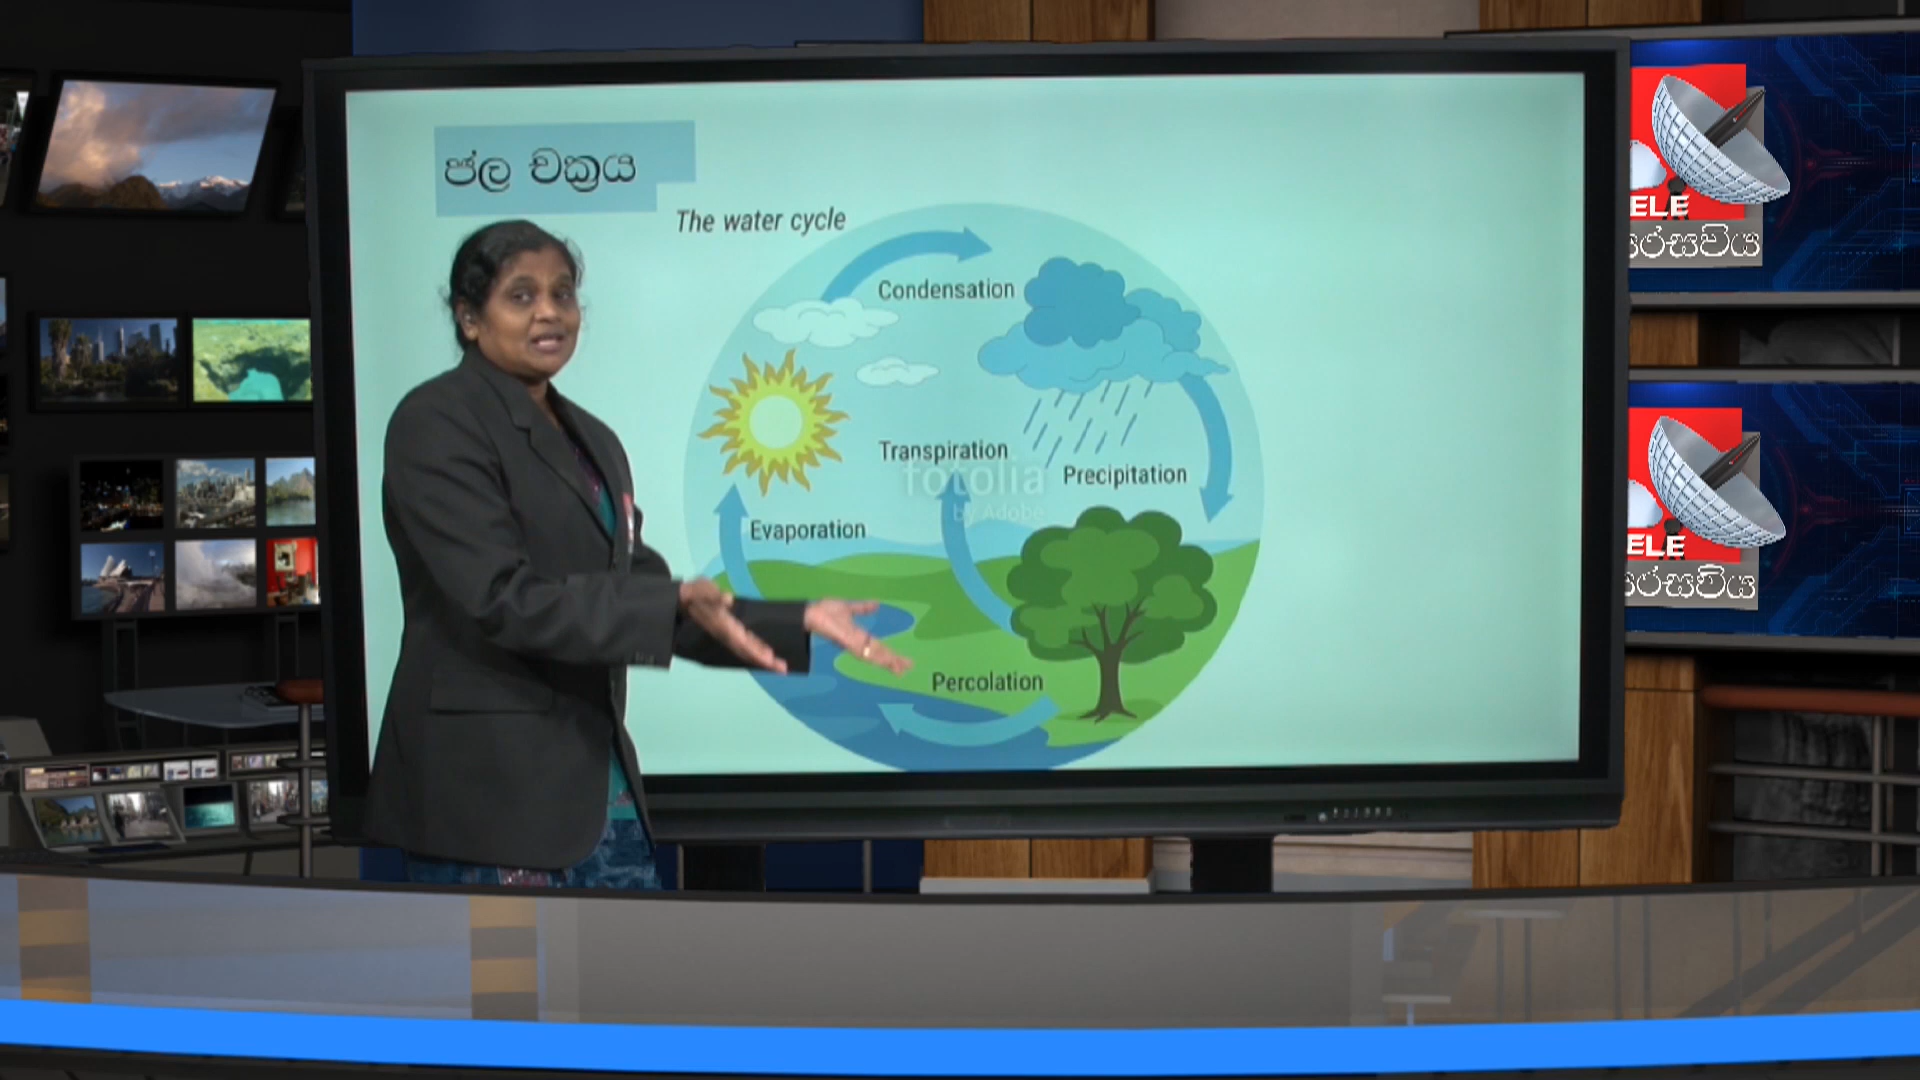 ජල චක්‍රය
The water cycle
Condensation
Transpiration
Precipitation
Evaporation
Percolation
fotolia
by Adobe
ELE
ELE